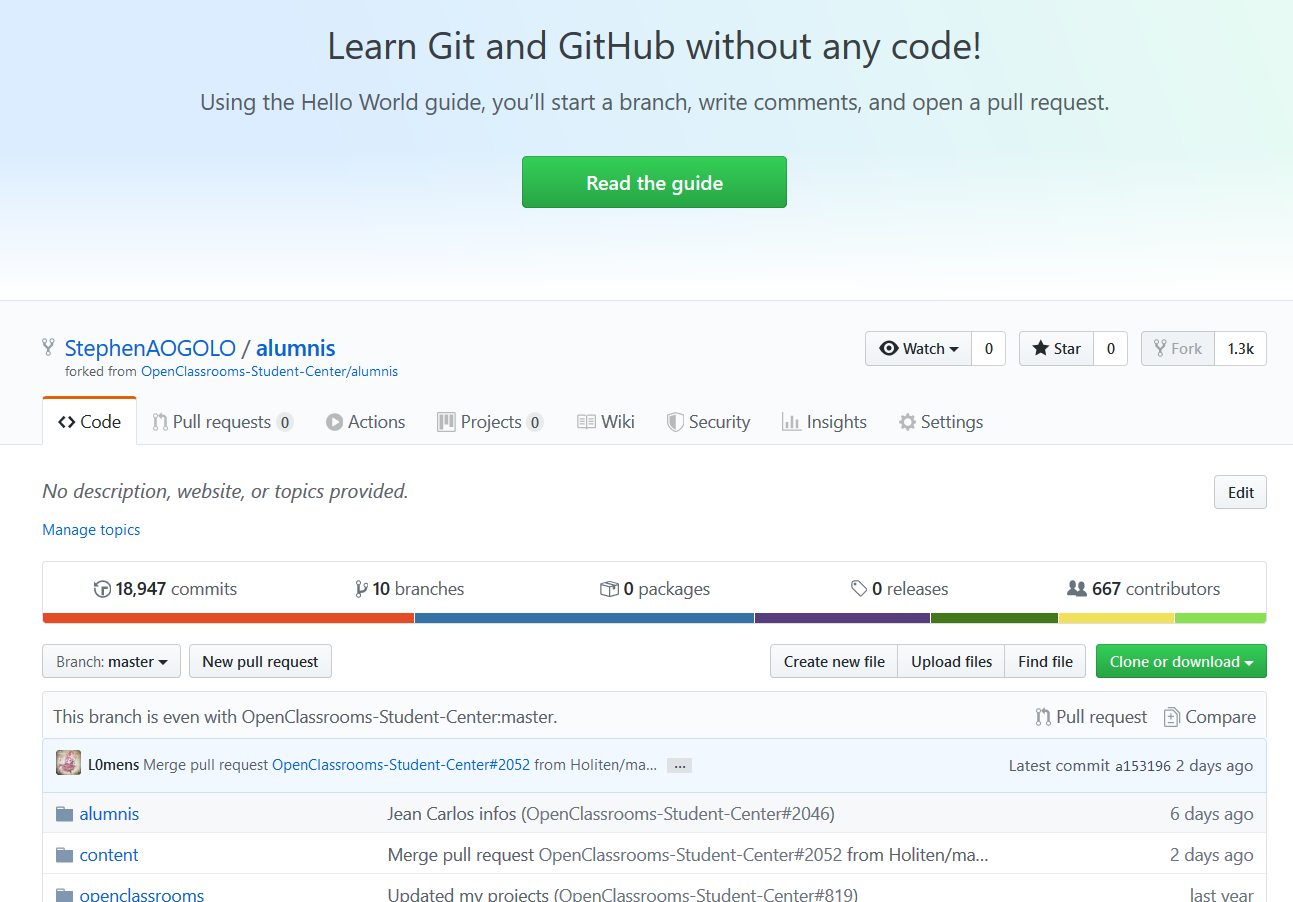 Learn Git and GitHub without any code!
Using the Hello World guide, you’ll start a branch, write comments, and open a pull request.
Read the guide
StephenAOGOLO / alumnis
Watch 0 Star 0 Fork 1.3k
forked from OpenClassrooms-Student-Center/alumnis
Code Pull requests 0 Actions Projects 0 Wiki Security Insights Settings
No description, website, or topics provided. Edit
Manage topics
18,947 commits 10 branches 0 packages 0 releases 667 contributors
Branch: master New pull request Create new file Upload files Find file Clone or download
This branch is even with OpenClassrooms-Student-Center:master. Pull request Compare
L0mens Merge pull request OpenClassrooms-Student-Center#2052 from Holiten/ma... ... Latest commit a153196 2 days ago
alumnis Jean Carlos infos (OpenClassrooms-Student-Center#2046) 6 days ago
content Merge pull request OpenClassrooms-Student-Center#2052 from Holiten/ma... 2 days ago
openclassrooms Updated my projects (OpenClassrooms-Student-Center#819) last year